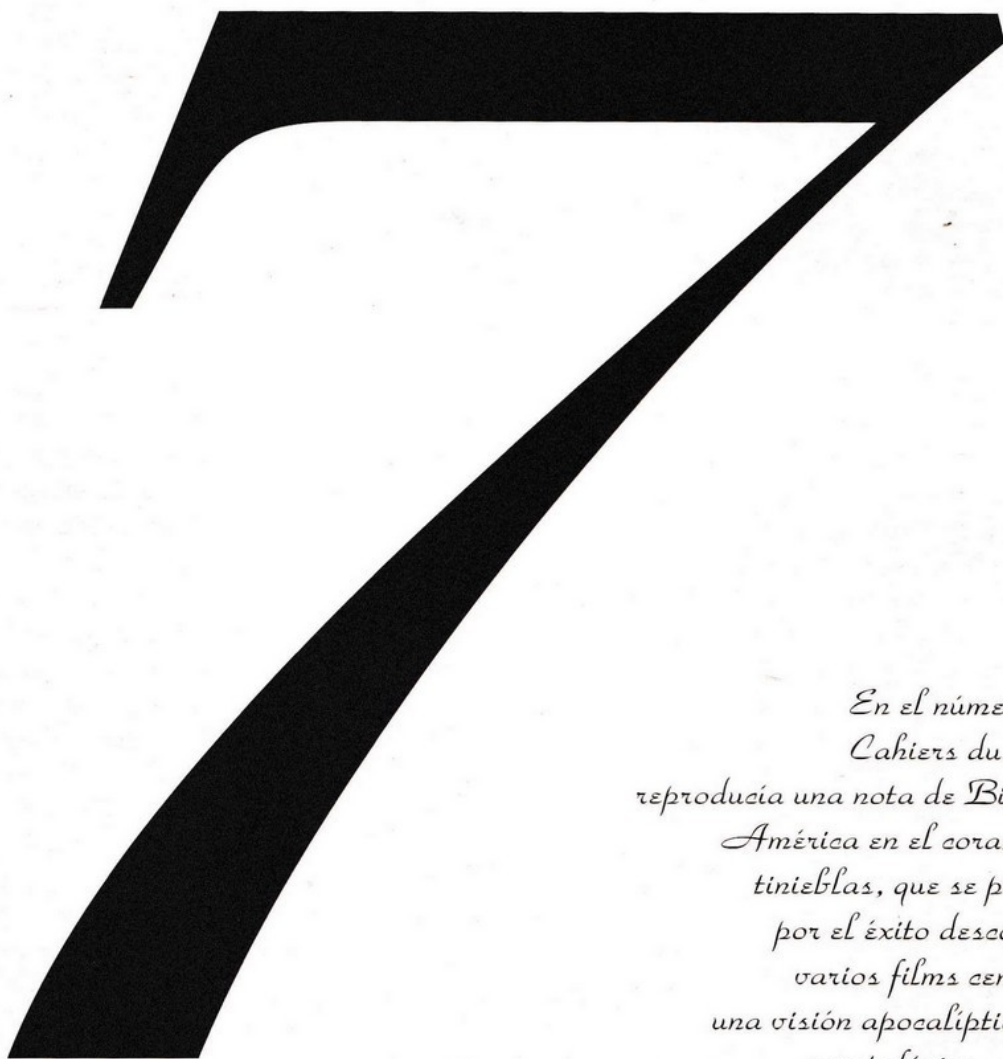 7
En el núme
Cahiers du
reproducía una nota de Bi
América en el cora
tinieblas, que se p
por el éxito desco
varios films cen
una visión apocalípti